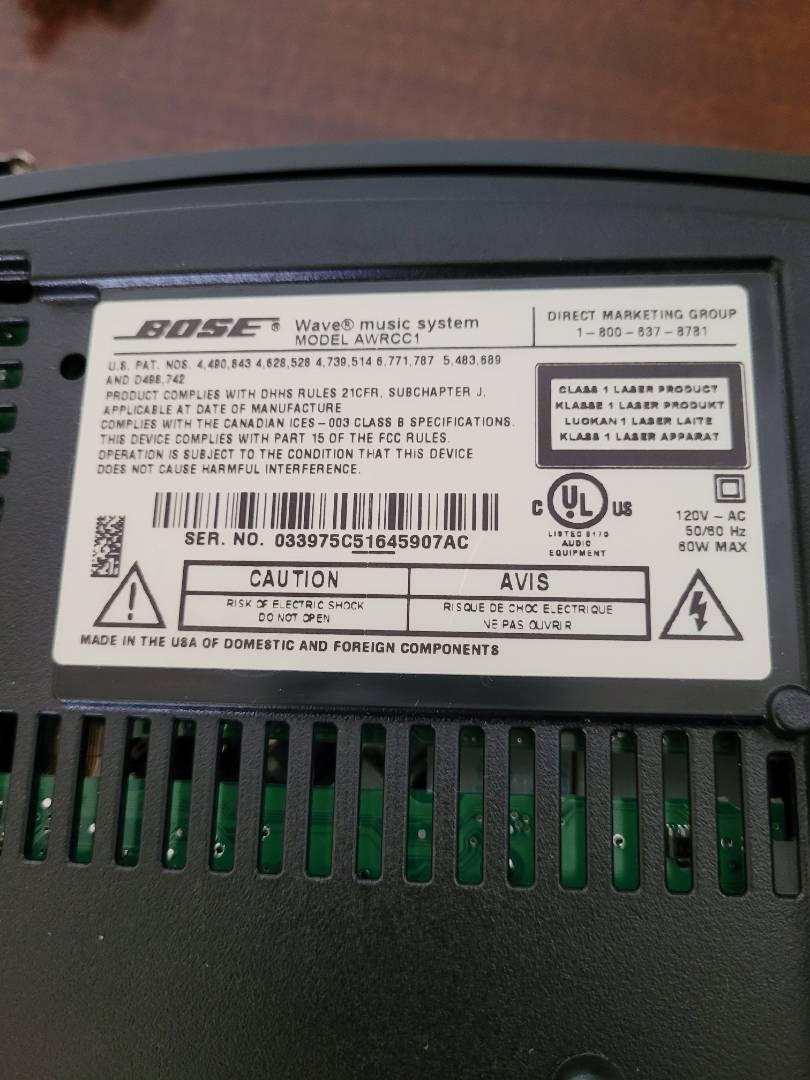 BOSE® Wave® music system
MODEL AWRCC1
DIRECT MARKETING GROUP
1-800-637-8781
U.S. PAT. NOS. 4,490,843 4,628,528 4,739,514 6,771,787 5,483,689
AND D498,742
PRODUCT COMPLIES WITH DHHS RULES 21CFR, SUBCHAPTER J,
APPLICABLE AT DATE OF MANUFACTURE
COMPLIES WITH THE CANADIAN ICES-003 CLASS B SPECIFICATIONS.
THIS DEVICE COMPLIES WITH PART 15 OF THE FCC RULES.
OPERATION IS SUBJECT TO THE CONDITION THAT THIS DEVICE
DOES NOT CAUSE HARMFUL INTERFERENCE.
CLASS 1 LASER PRODUCT
KLASSE 1 LASER PRODUKT
LUOKAN 1 LASER LAITE
KLASS 1 LASER APPARAT
SER. NO. 033975C51645907AC
C UL US
LISTED 817D
AUDIO
EQUIPMENT
120V - AC
50/60 Hz
60W MAX
CAUTION
RISK OF ELECTRIC SHOCK
DO NOT OPEN
AVIS
RISQUE DE CHOC ELECTRIQUE
NE PAS OUVRIR
MADE IN THE USA OF DOMESTIC AND FOREIGN COMPONENTS